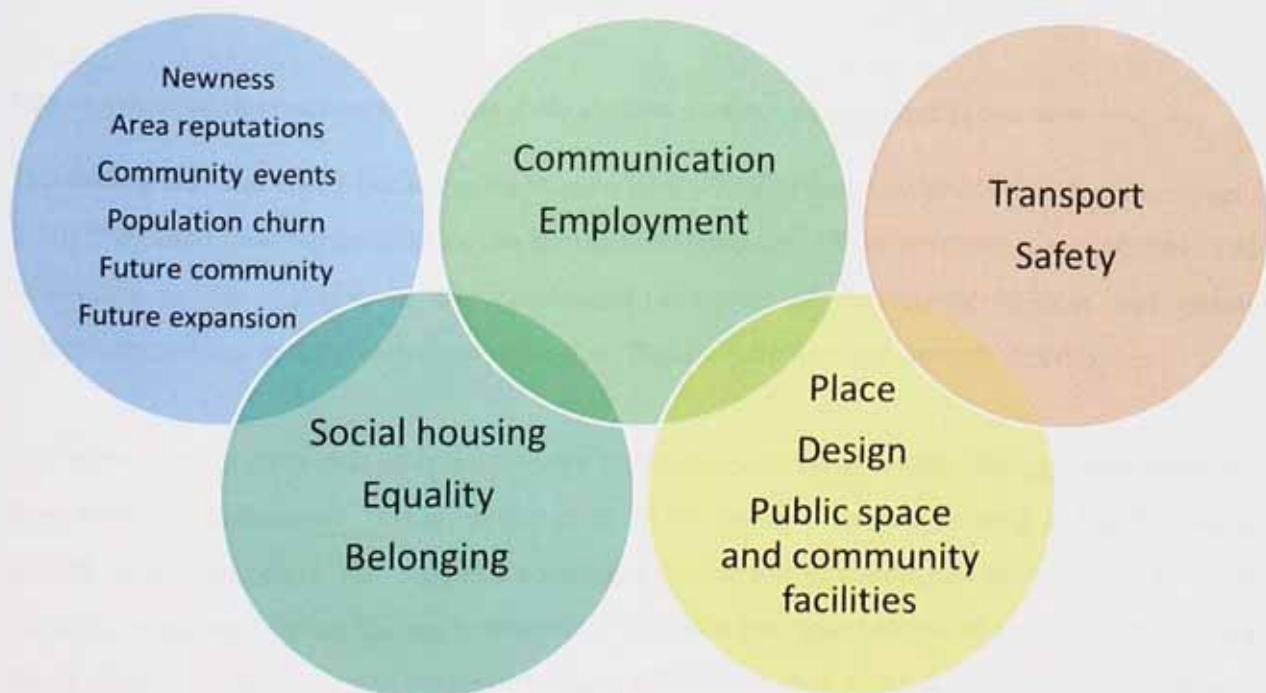 Newness
Area reputations
Community events
Population churn
Future community
Future expansion
Communication
Employment
Transport
Safety
Social housing
Equality
Belonging
Place
Design
Public space
and community
facilities